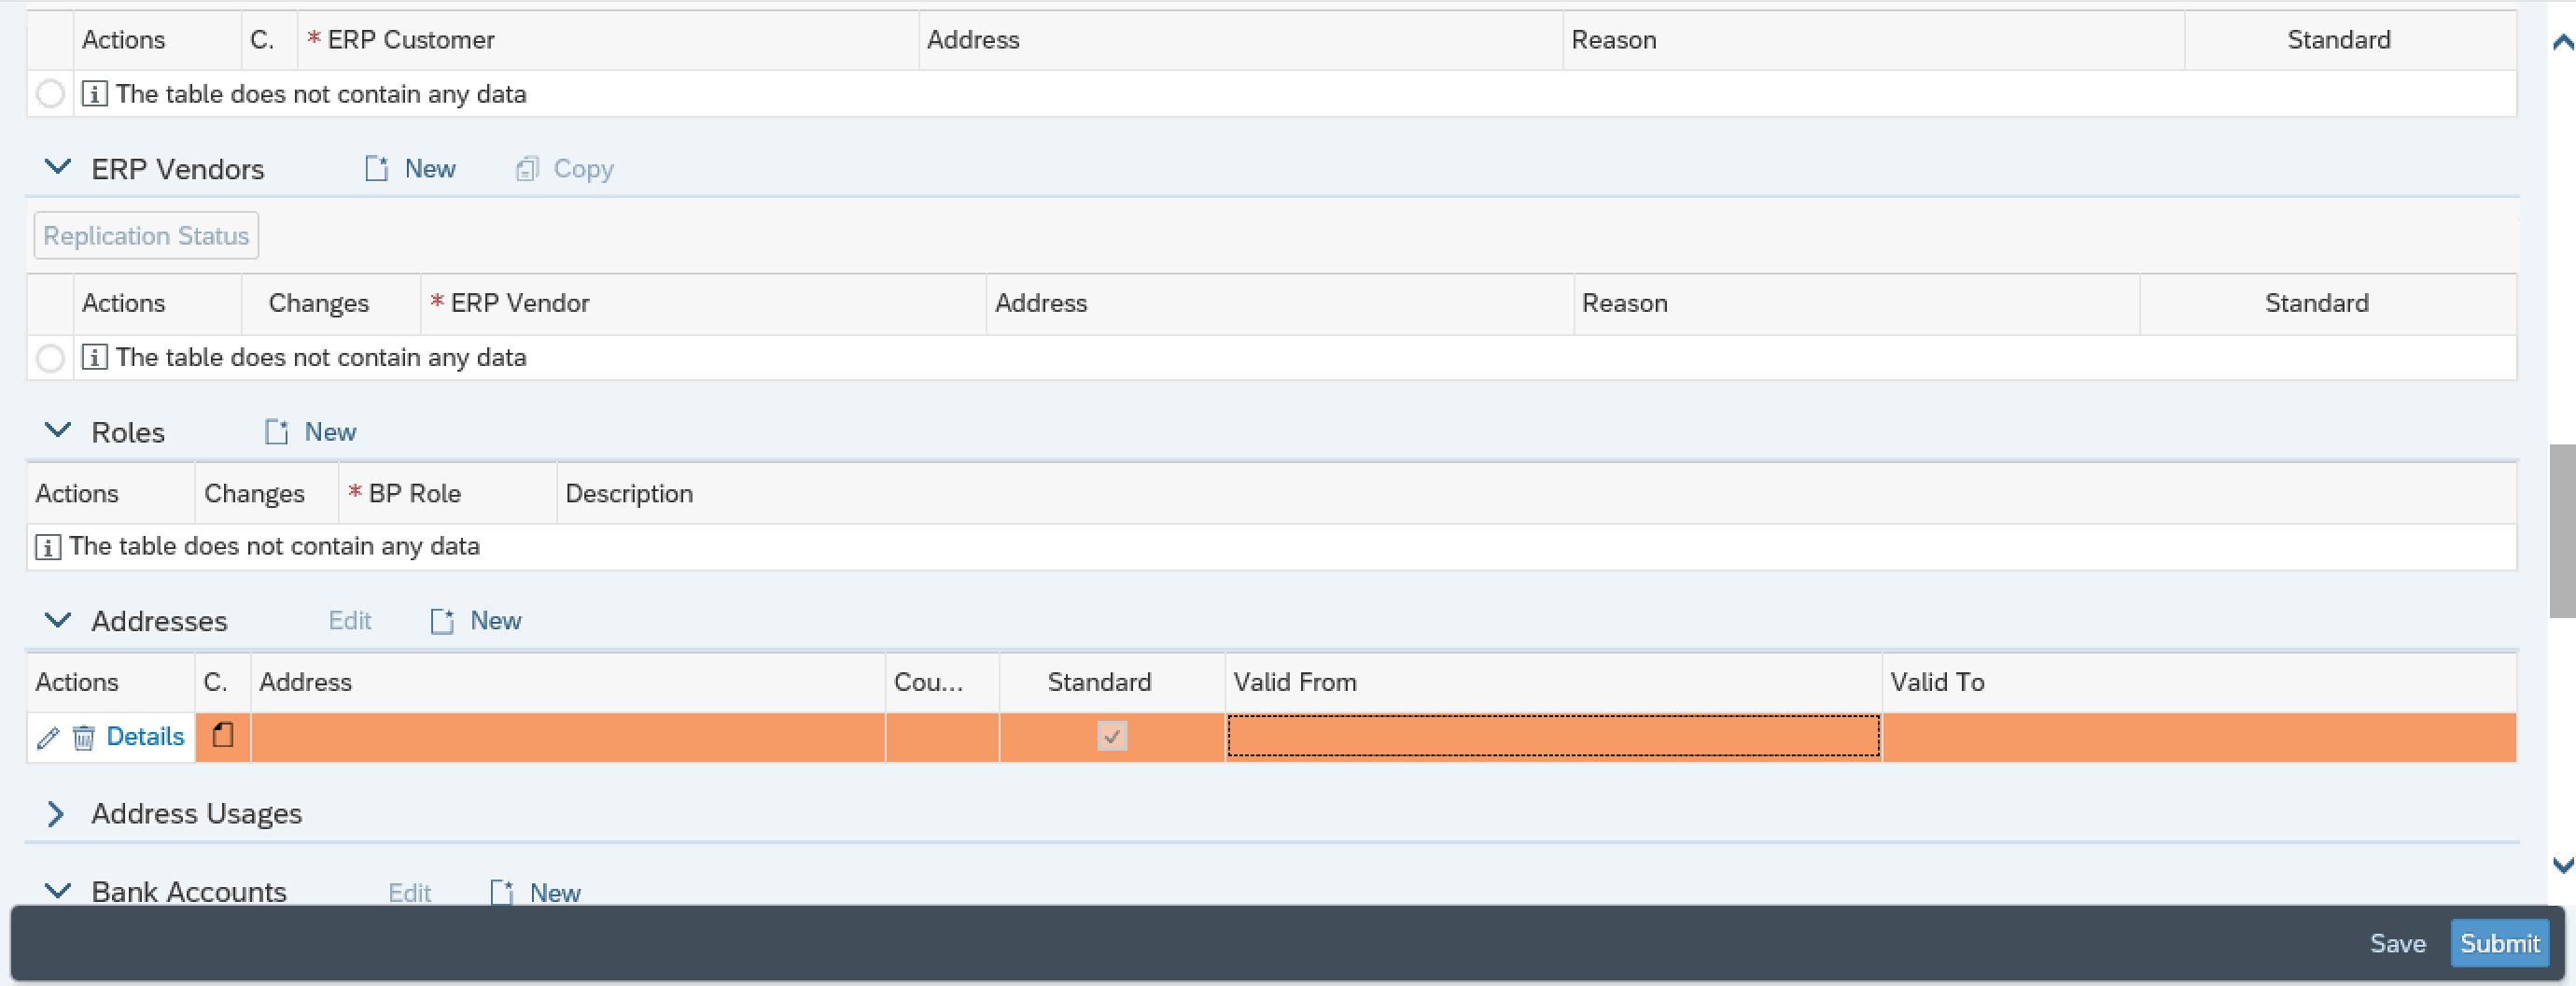 Actions C. * ERP Customer Address Reason Standard
i The table does not contain any data
ERP Vendors New Copy
Replication Status
Actions Changes * ERP Vendor Address Reason Standard
i The table does not contain any data
Roles New
Actions Changes * BP Role Description
i The table does not contain any data
Addresses Edit New
Actions C. Address Cou... Standard Valid From Valid To
Details
Address Usages
Bank Accounts Edit New
Save Submit